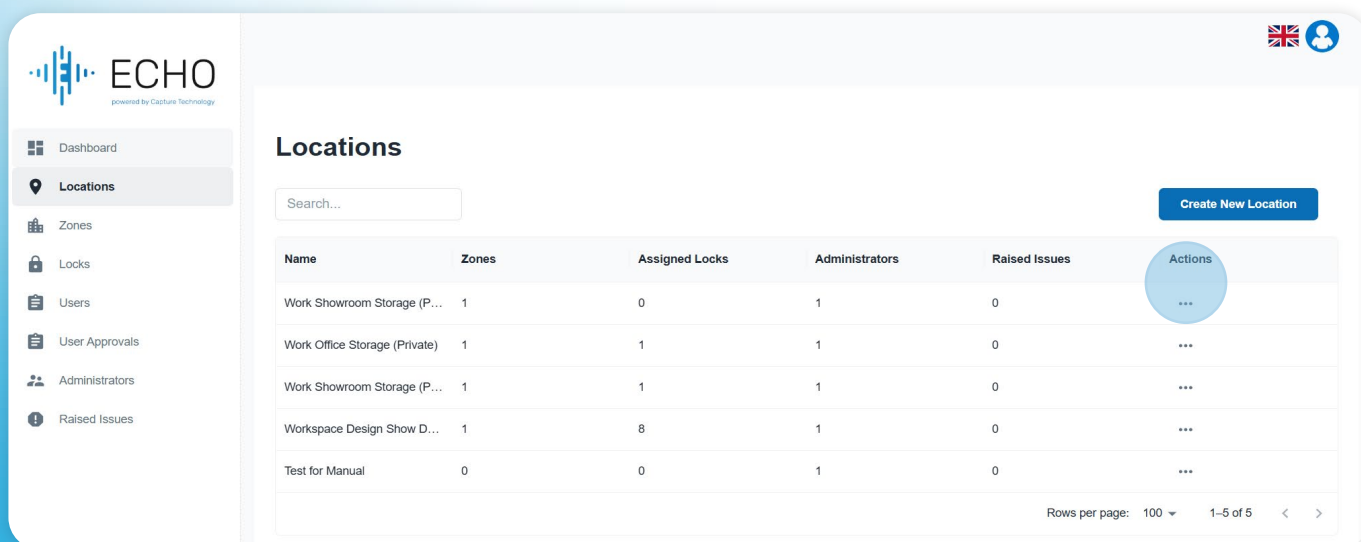 ECHO
powered by Capture Technology
Dashboard
Locations
Zones
Locks
Users
User Approvals
Administrators
Raised Issues
Locations
Search...
Create New Location
Name Zones Assigned Locks Administrators Raised Issues Actions
Work Showroom Storage (P... 1 0 1 0 ...
Work Office Storage (Private) 1 1 1 0 ...
Work Showroom Storage (P... 1 1 1 0 ...
Workspace Design Show D... 1 8 1 0 ...
Test for Manual 0 0 1 0 ...
Rows per page: 100 1–5 of 5